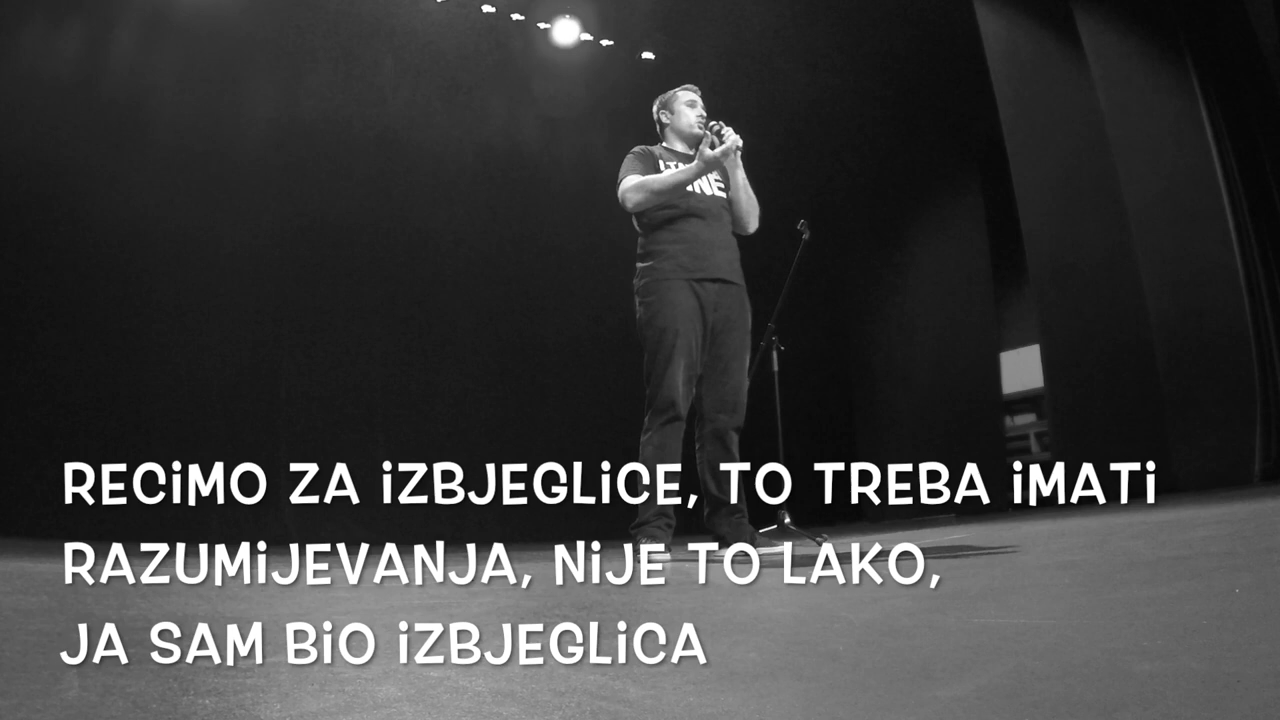 RECIMO ZA IZBJEGLICE, TO TREBA IMATI
RAZUMIJEVANJA, NIJE TO LAKO,
JA SAM BIO IZBJEGLICA